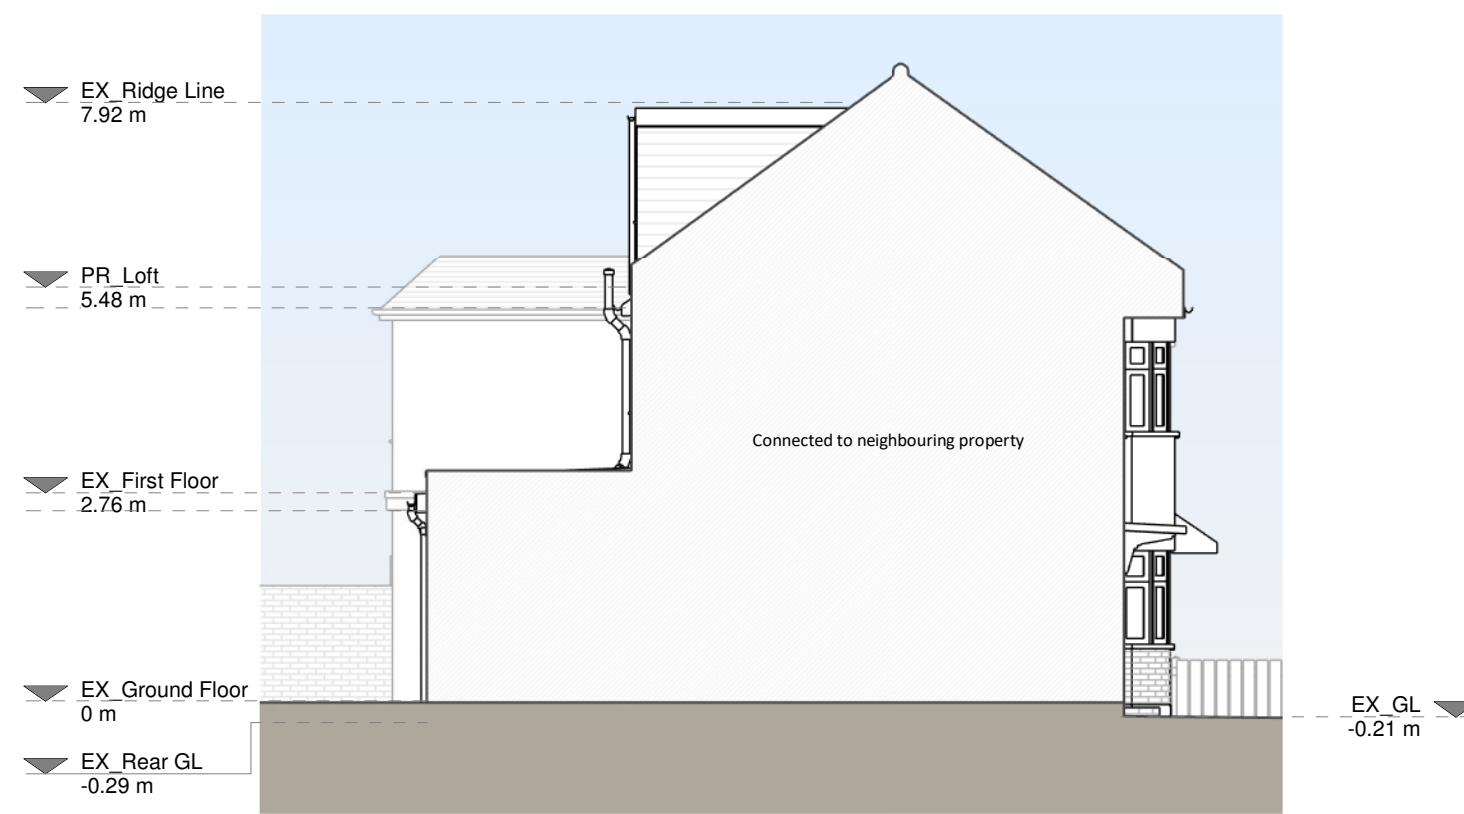 EX_Ridge Line
7.92 m
PR_Loft
5.48 m
Connected to neighbouring property
EX_First Floor
2.76 m
EX_Ground Floor
0 m
EX_GL
-0.21 m
EX_Rear GL
-0.29 m